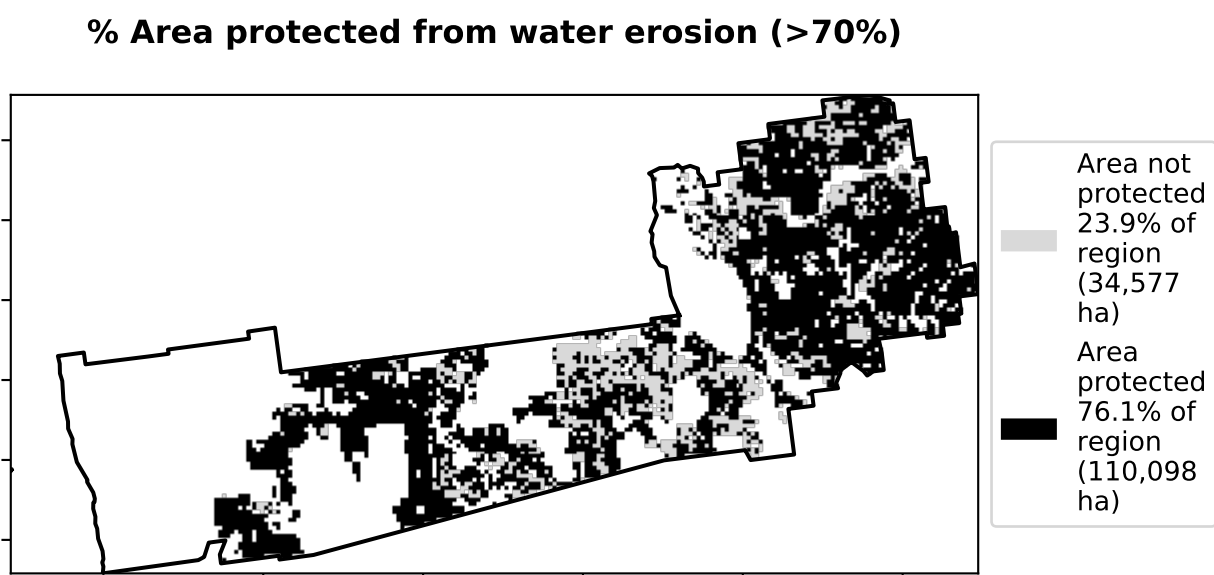 % Area protected from water erosion (>70%)
Area not
protected
23.9% of
region
(34,577
ha)
Area
protected
76.1% of
region
(110,098
ha)